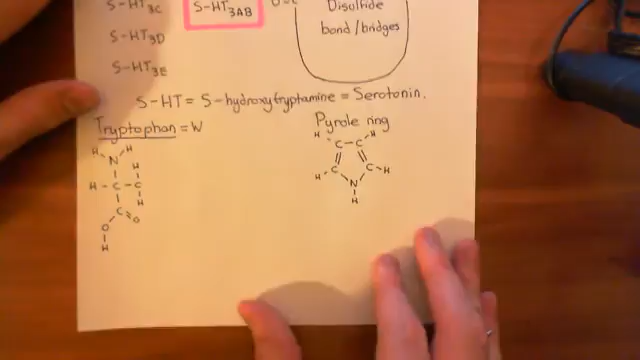 5-HT3C
5-HT3AB
Disulfide
bond/bridges
5-HT3D
5-HT3E
5-HT = 5-hydroxytryptamine = Serotonin.
Tryptophan = W
Pyrole ring
H H
N H
H-C-C
H
C
O O
H
H C-C H
H-C C-H
N
H